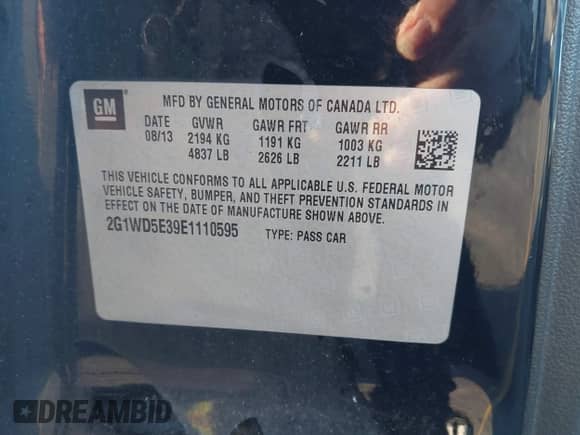 GM®
MFD BY GENERAL MOTORS OF CANADA LTD.
DATE GVWR GAWR FRT GAWR RR
08/13 2194 KG 1191 KG 1003 KG
4837 LB 2626 LB 2211 LB
THIS VEHICLE CONFORMS TO ALL APPLICABLE U.S. FEDERAL MOTOR
VEHICLE SAFETY, BUMPER, AND THEFT PREVENTION STANDARDS IN
EFFECT ON THE DATE OF MANUFACTURE SHOWN ABOVE.
2G1WD5E39E1110595 TYPE: PASS CAR
DREAMBID